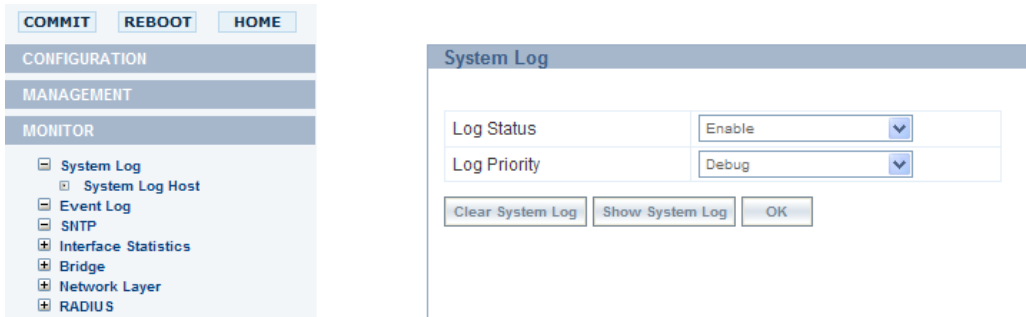 COMMIT REBOOT HOME
CONFIGURATION
MANAGEMENT
MONITOR
System Log
System Log Host
Event Log
SNTP
Interface Statistics
Bridge
Network Layer
RADIUS
System Log
Log Status Enable
Log Priority Debug
Clear System Log Show System Log OK